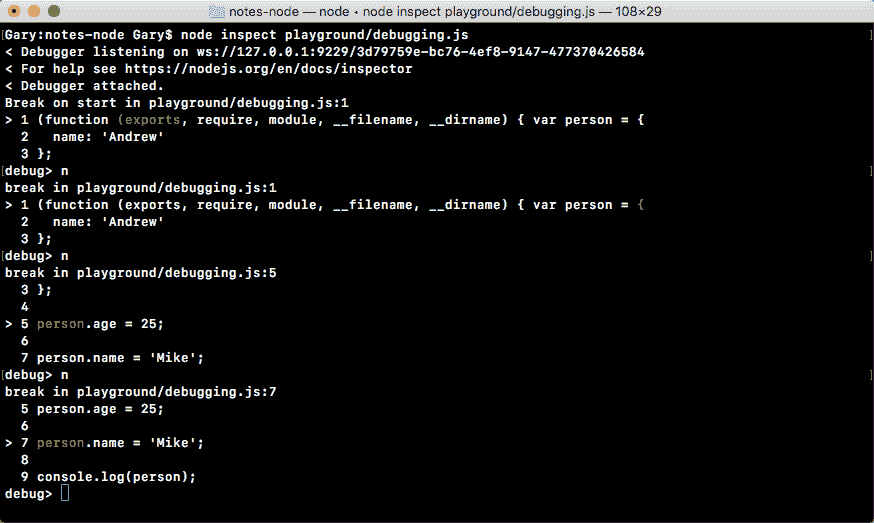 notes-node — node ◂ node inspect playground/debugging.js — 108×29
[Gary:notes-node Gary$ node inspect playground/debugging.js ]
< Debugger listening on ws://127.0.0.1:9229/3d79759e-bc76-4ef8-9147-477370426584
< For help see https://nodejs.org/en/docs/inspector
< Debugger attached.
Break on start in playground/debugging.js:1
> 1 (function (exports, require, module, __filename, __dirname) { var person = {
  2   name: 'Andrew'
  3 };
[debug> n ]
break in playground/debugging.js:1
> 1 (function (exports, require, module, __filename, __dirname) { var person = {
  2   name: 'Andrew'
  3 };
[debug> n ]
break in playground/debugging.js:5
  3 };
  4
> 5 person.age = 25;
  6
  7 person.name = 'Mike';
[debug> n ]
break in playground/debugging.js:7
  5 person.age = 25;
  6
> 7 person.name = 'Mike';
  8
  9 console.log(person);
debug>